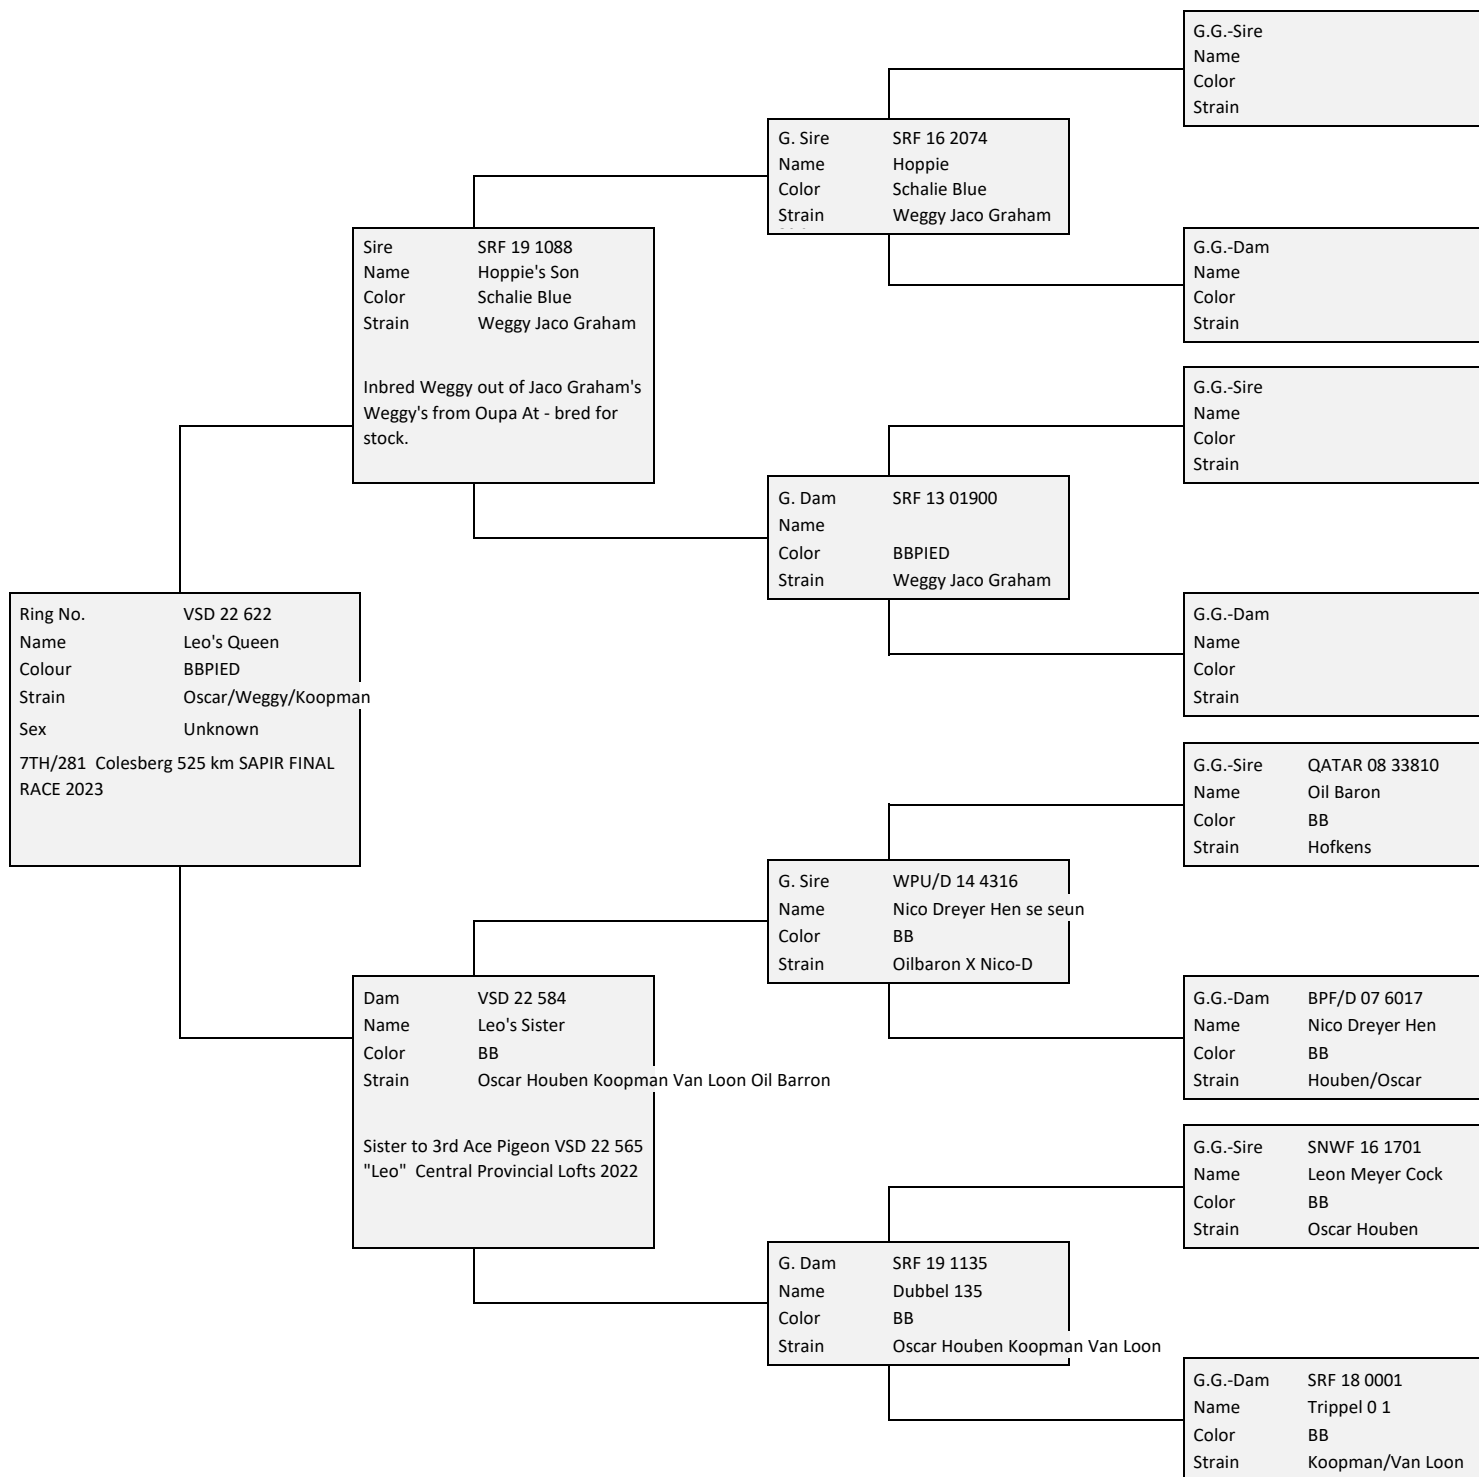 Ring No. VSD 22 622
Name Leo's Queen
Colour BBPIED
Strain Oscar/Weggy/Koopman
Sex Unknown
7TH/281 Colesberg 525 km SAPIR FINAL
RACE 2023
Sire SRF 19 1088
Name Hoppie's Son
Color Schalie Blue
Strain Weggy Jaco Graham
Inbred Weggy out of Jaco Graham's
Weggy's from Oupa At - bred for
stock.
Dam VSD 22 584
Name Leo's Sister
Color BB
Strain Oscar Houben Koopman Van Loon Oil Barron
Sister to 3rd Ace Pigeon VSD 22 565
"Leo" Central Provincial Lofts 2022
G. Sire SRF 16 2074
Name Hoppie
Color Schalie Blue
Strain Weggy Jaco Graham
G. Dam SRF 13 01900
Name
Color BBPIED
Strain Weggy Jaco Graham
G. Sire WPU/D 14 4316
Name Nico Dreyer Hen se seun
Color BB
Strain Oilbaron X Nico-D
G. Dam SRF 19 1135
Name Dubbel 135
Color BB
Strain Oscar Houben Koopman Van Loon
G.G.-Sire
Name
Color
Strain
G.G.-Dam
Name
Color
Strain
G.G.-Sire
Name
Color
Strain
G.G.-Dam
Name
Color
Strain
G.G.-Sire QATAR 08 33810
Name Oil Baron
Color BB
Strain Hofkens
G.G.-Dam BPF/D 07 6017
Name Nico Dreyer Hen
Color BB
Strain Houben/Oscar
G.G.-Sire SNWF 16 1701
Name Leon Meyer Cock
Color BB
Strain Oscar Houben
G.G.-Dam SRF 18 0001
Name Trippel 0 1
Color BB
Strain Koopman/Van Loon